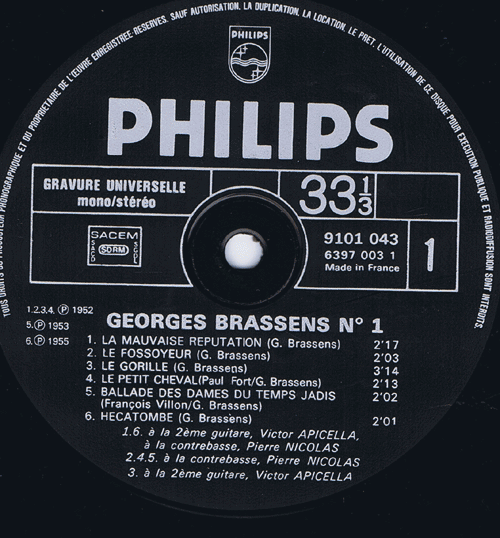 TOUS DROITS DU PRODUCTEUR PHONOGRAPHIQUE ET DU PROPRIETAIRE DE L'ŒUVRE ENREGISTREE RESERVES. SAUF AUTORISATION, LA DUPLICATION, LA LOCATION, LE PRET, L'UTILISATION DE CE DISQUE POUR EXECUTION PUBLIQUE ET RADIODIFFUSION SONT INTERDITS.
PHILIPS
PHILIPS
GRAVURE UNIVERSELLE
mono/stéréo
33 1/3
SACEM
SACD SDRM SGDL
9101 043
6397 003 1
Made in France
1
GEORGES BRASSENS N° 1
1.2.3.4. Ⓟ 1952
5. Ⓟ 1953
6. Ⓟ 1955
1. LA MAUVAISE REPUTATION (G. Brassens) 2'17
2. LE FOSSOYEUR (G. Brassens) 2'03
3. LE GORILLE (G. Brassens) 3'14
4. LE PETIT CHEVAL(Paul Fort/G. Brassens) 2'13
5. BALLADE DES DAMES DU TEMPS JADIS 2'02
(François Villon/G. Brassens)
6. HECATOMBE (G. Brassens) 2'01
1.6. à la 2ème guitare, Victor APICELLA,
à la contrebasse, Pierre NICOLAS
2.4.5. à la contrebasse, Pierre NICOLAS
3. à la 2ème guitare, Victor APICELLA